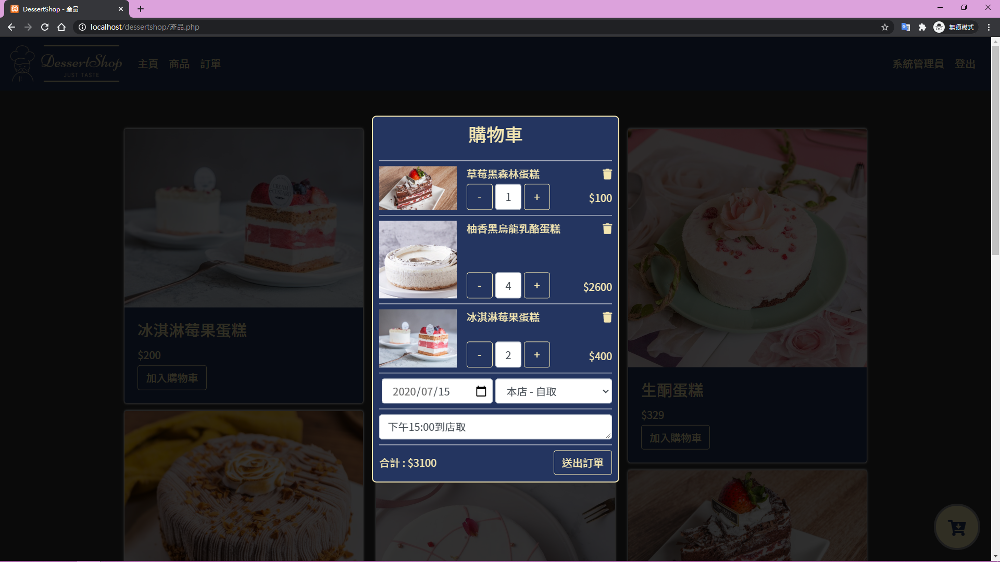 DessertShop - 產品
localhost/dessertshop/產品.php
無痕模式
DessertShop
JUST TASTE
主頁 商品 訂單
系統管理員 登出
購物車
草莓黑森林蛋糕
- 1 + $100
柚香黑烏龍乳酪蛋糕
- 4 + $2600
冰淇淋莓果蛋糕
- 2 + $400
2020/07/15 本店 - 自取
下午15:00到店取
合計 : $3100 送出訂單
CREAM
CUSTARD
冰淇淋莓果蛋糕
$200
加入購物車
生酮蛋糕
$329
加入購物車